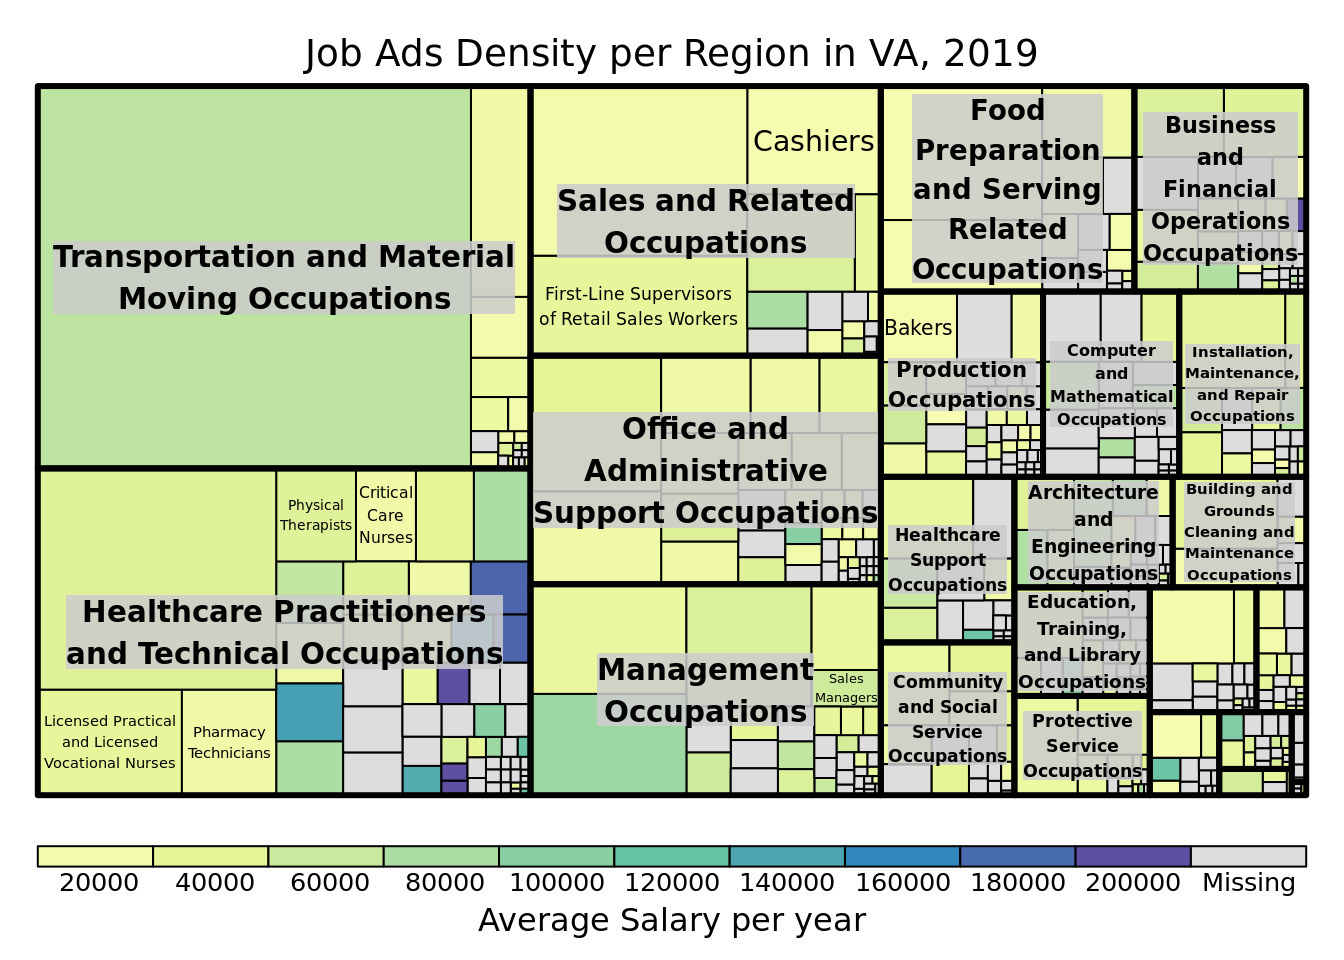 Job Ads Density per Region in VA, 2019
Transportation and Material
Moving Occupations
Cashiers
Sales and Related
Occupations
First-Line Supervisors
of Retail Sales Workers
Food
Preparation
and Serving
Related
Occupations
Business
and
Financial
Operations
Occupations
Bakers
Production
Occupations
Computer
and
Mathematical
Occupations
Installation,
Maintenance,
and Repair
Occupations
Office and
Administrative
Support Occupations
Physical
Therapists
Critical
Care
Nurses
Healthcare Practitioners
and Technical Occupations
Licensed Practical
and Licensed
Vocational Nurses
Pharmacy
Technicians
Management
Occupations
Sales
Managers
Healthcare
Support
Occupations
Architecture
and
Engineering
Occupations
Building and
Grounds
Cleaning and
Maintenance
Occupations
Education,
Training,
and Library
Occupations
Community
and Social
Service
Occupations
Protective
Service
Occupations
20000 40000 60000 80000 100000 120000 140000 160000 180000 200000 Missing
Average Salary per year